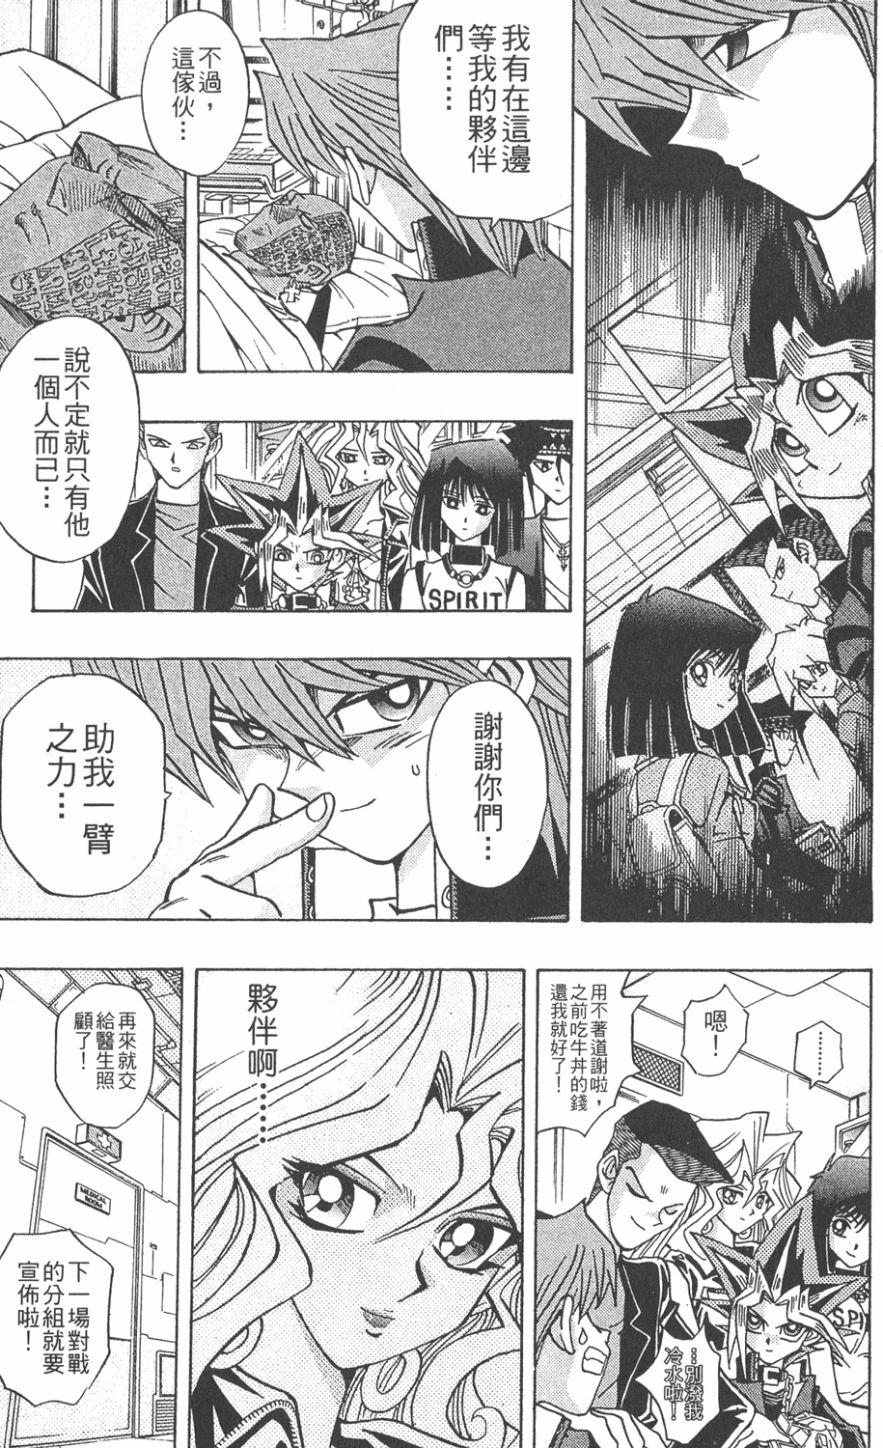 我有在這邊
等我的夥伴
們……
不過，
這傢伙…
說不定就只有他
一個人而已…
SPIRIT
謝謝你們…
助我一臂
之力…
………
嗯！
用不著道謝啦，
之前吃牛丼的錢
還我就好了！
…別潑我
冷水啦！
SPI
夥伴啊……
再來就交
給醫生照
顧了！
MEDICAL
ROOM
下一場對戰
的分組就要
宣佈啦！